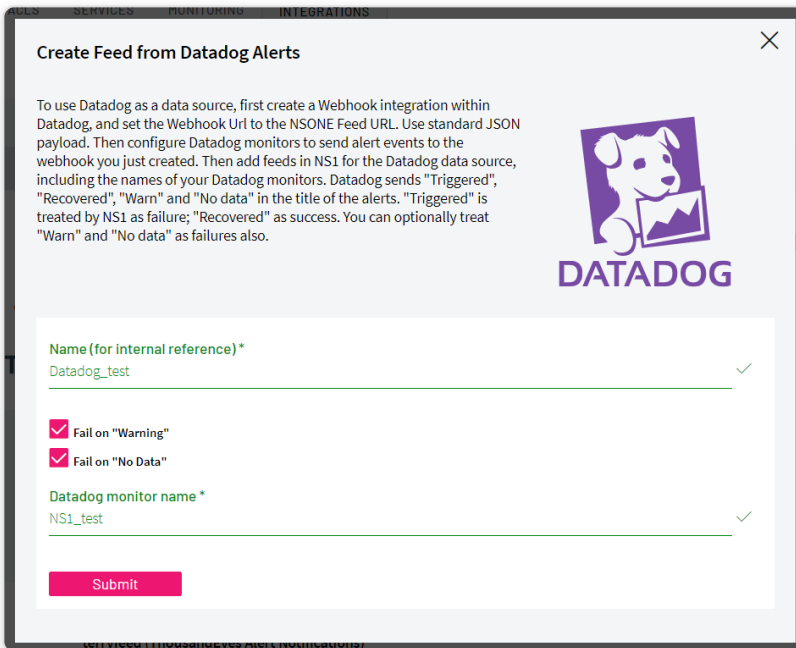 ACLS SERVICES MONITORING INTEGRATIONS
Create Feed from Datadog Alerts
To use Datadog as a data source, first create a Webhook integration within
Datadog, and set the Webhook Url to the NSONE Feed URL. Use standard JSON
payload. Then configure Datadog monitors to send alert events to the
webhook you just created. Then add feeds in NS1 for the Datadog data source,
including the names of your Datadog monitors. Datadog sends "Triggered",
"Recovered", "Warn" and "No data" in the title of the alerts. "Triggered" is
treated by NS1 as failure; "Recovered" as success. You can optionally treat
"Warn" and "No data" as failures also.
DATADOG
Name (for internal reference) *
Datadog_test
Fail on "Warning"
Fail on "No Data"
Datadog monitor name *
NS1_test
Submit
(ThousandEyes Alert Notifications)